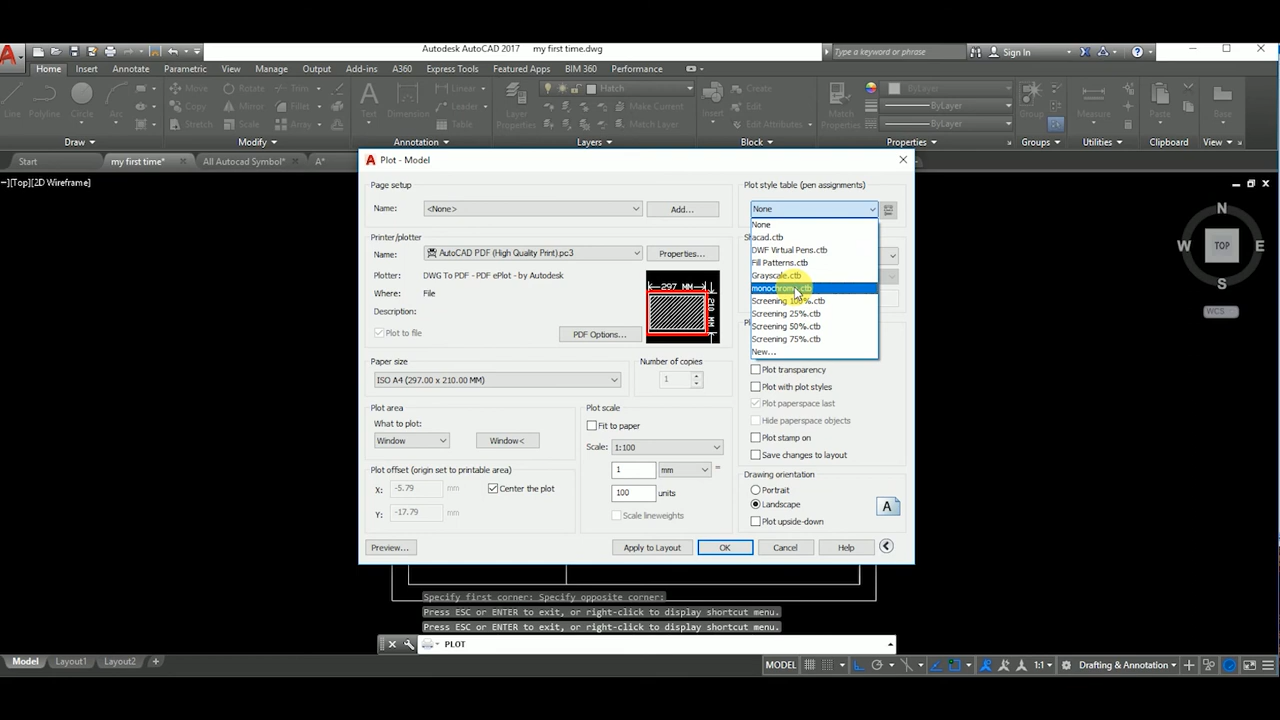 Autodesk AutoCAD 2017 my first time.dwg
Type a keyword or phrase
Sign In
Home Insert Annotate Parametric View Manage Output Add-ins A360 Express Tools Featured Apps BIM 360 Performance
Move Rotate Trim Linear Hatch Create ByLayer
Line Polyline Circle Arc Copy Mirror Fillet Text Dimension Leader Layer Properties Make Current Insert Edit Match Properties ByLayer Group Measure Paste Base
Stretch Scale Array Table Match Layer Edit Attributes ByLayer
Draw Modify Annotation Layers Block Properties Groups Utilities Clipboard View
Start my first time* All Autocad Symbol* A*
–][Top][2D Wireframe]
Plot - Model
Page setup
Name: <None> Add...
Printer/plotter
Name: AutoCAD PDF (High Quality Print).pc3 Properties...
Plotter: DWG To PDF - PDF ePlot - by Autodesk
Where: File
Description:
Plot to file PDF Options...
297 MM
210 MM
Paper size
ISO A4 (297.00 x 210.00 MM)
Number of copies
1
Plot area
What to plot:
Window Window<
Plot offset (origin set to printable area)
X: -5.79 mm Center the plot
Y: -17.79 mm
Plot scale
Fit to paper
Scale: 1:100
1 mm =
100 units
Scale lineweights
Plot style table (pen assignments)
None
None
acad.ctb
DWF Virtual Pens.ctb
Fill Patterns.ctb
Grayscale.ctb
monochrome.ctb
Screening 100%.ctb
Screening 25%.ctb
Screening 50%.ctb
Screening 75%.ctb
New...
Plot transparency
Plot with plot styles
Plot paperspace last
Hide paperspace objects
Plot stamp on
Save changes to layout
Drawing orientation
Portrait
Landscape
Plot upside-down
A
Preview... Apply to Layout OK Cancel Help
N
W TOP E
S
WCS
Specify first corner: Specify opposite corner:
Press ESC or ENTER to exit, or right-click to display shortcut menu.
Press ESC or ENTER to exit, or right-click to display shortcut menu.
PLOT
Model Layout1 Layout2 +
MODEL 1:1 Drafting & Annotation